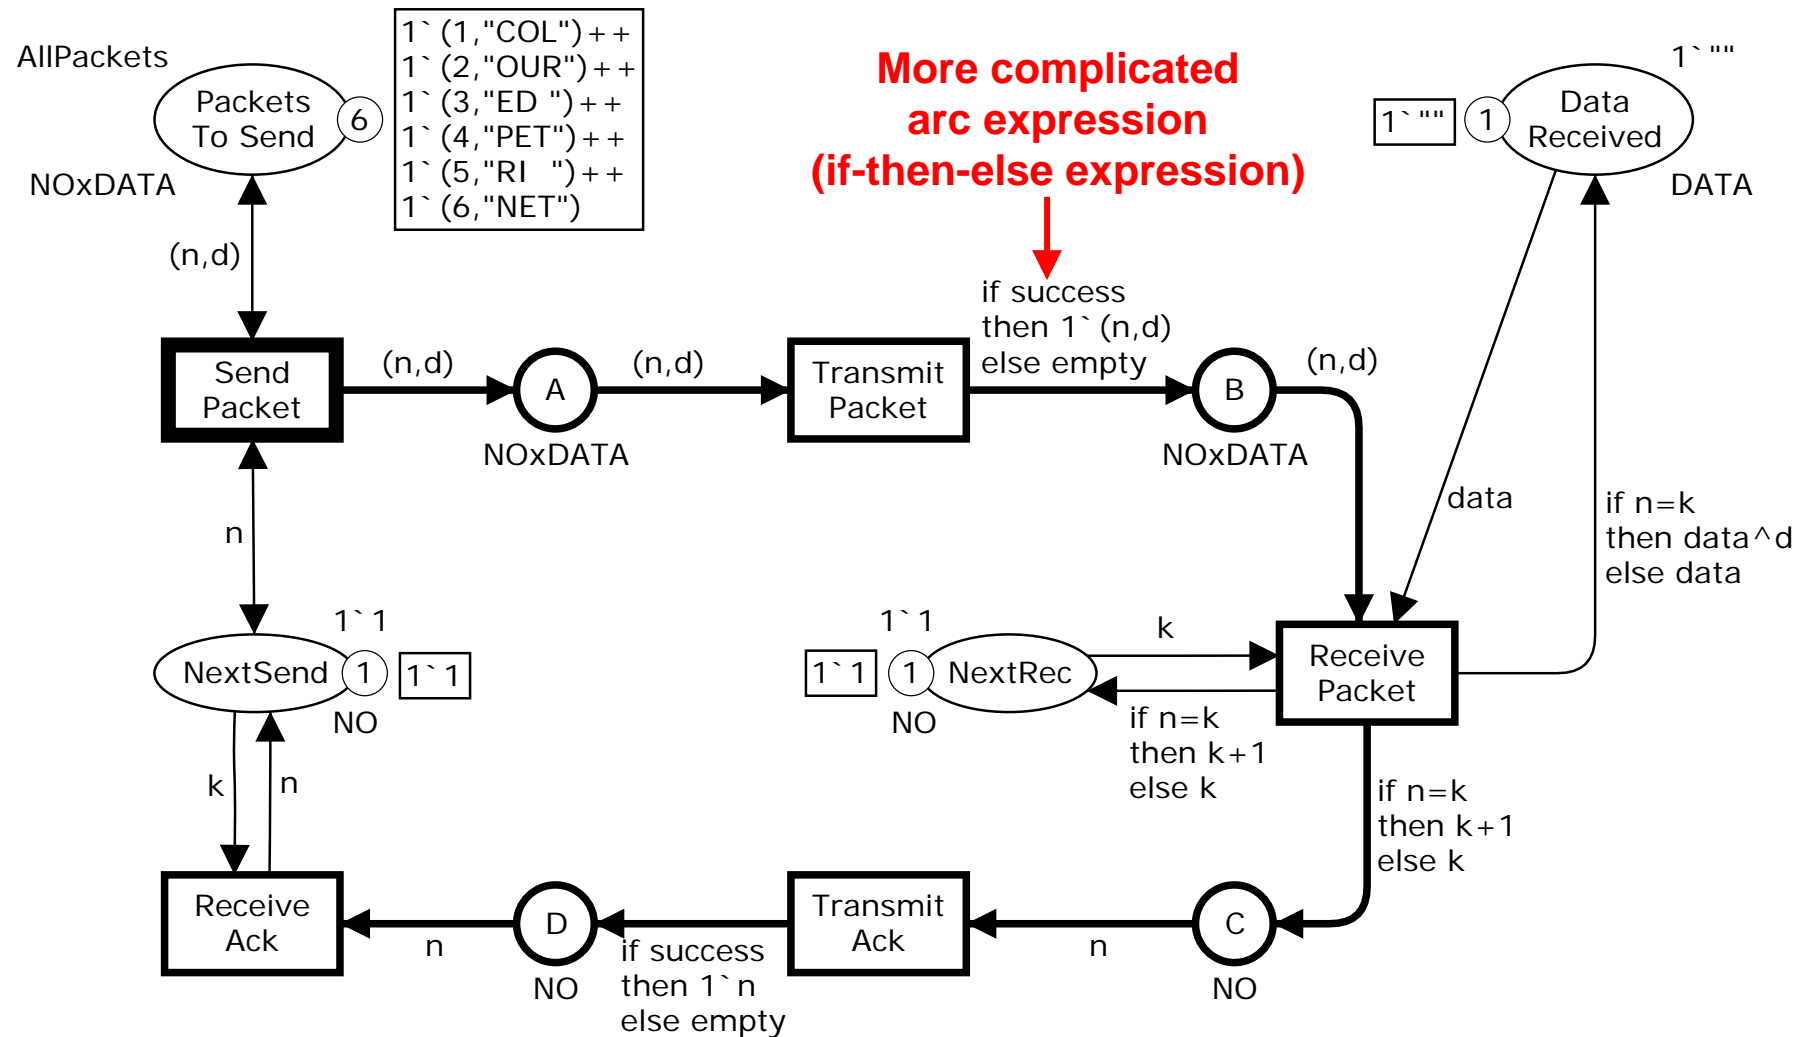 AllPackets
Packets
To Send
6
NOxDATA
1`(1,"COL")++
1`(2,"OUR")++
1`(3,"ED ")++
1`(4,"PET")++
1`(5,"RI  ")++
1`(6,"NET")
More complicated
arc expression
(if-then-else expression)
1`""
1`""
1
Data
Received
DATA
(n,d)
Send
Packet
(n,d)
A
NOxDATA
(n,d)
Transmit
Packet
if success
then 1`(n,d)
else empty
B
NOxDATA
(n,d)
data
if n=k
then data^d
else data
n
1`1
NextSend
1
1`1
NO
1`1
1`1
1
NextRec
NO
k
if n=k
then k+1
else k
Receive
Packet
if n=k
then k+1
else k
k
n
Receive
Ack
n
D
NO
if success
then 1`n
else empty
Transmit
Ack
n
C
NO